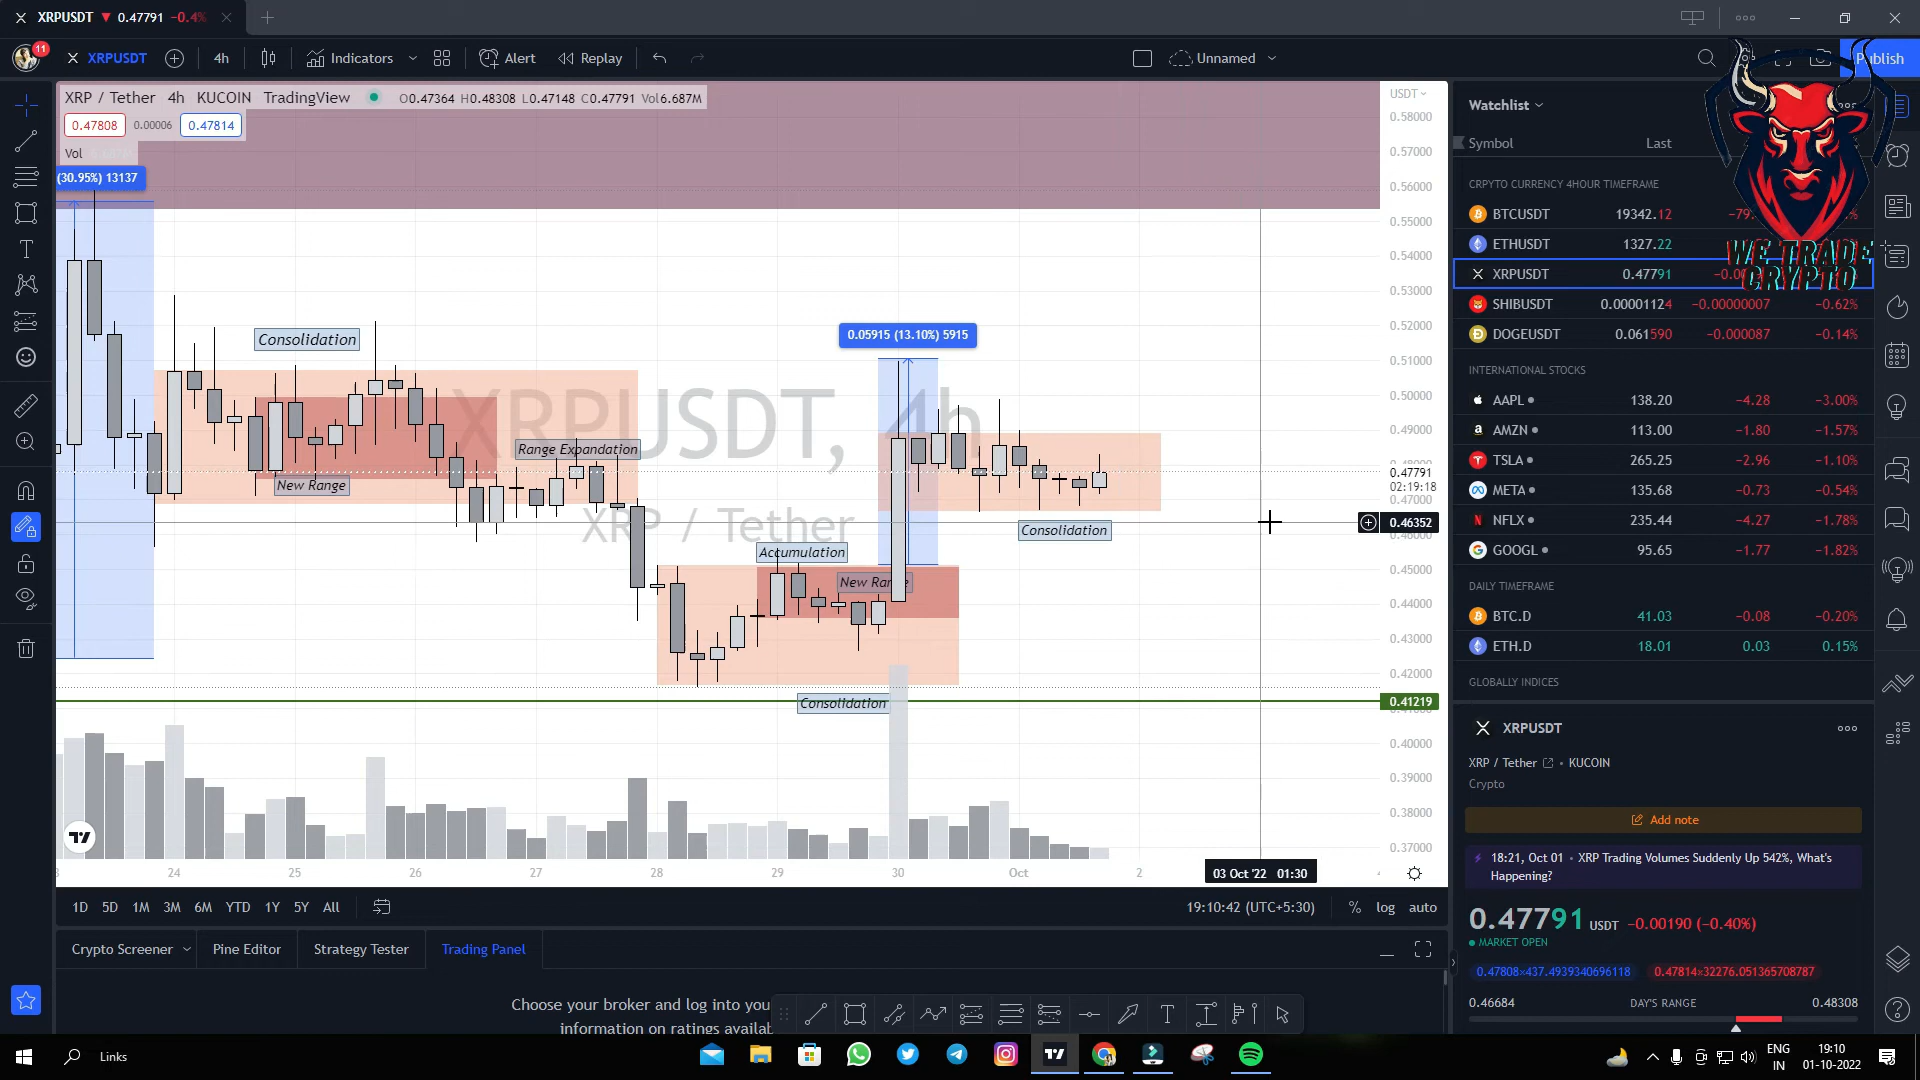 XRPUSDT ▼ 0.47791 −0.4%
11
XRPUSDT 4h Indicators Alert Replay Unnamed Publish
XRP / Tether 4h KUCOIN TradingView O0.47364 H0.48308 L0.47148 C0.47791 Vol6.687M
0.47808 0.00006 0.47814
Vol
(30.95%) 13137
XRPUSDT, 4h
XRP / Tether
Consolidation
New Range
Range Expandation
0.05915 (13.10%) 5915
Accumulation
New Range
Consolidation
Consolidation
USDT
0.58000
0.57000
0.56000
0.55000
0.54000
0.53000
0.52000
0.51000
0.50000
0.49000
0.47791
02:19:18
0.47000
0.46352
0.46000
0.45000
0.44000
0.43000
0.42000
0.41219
0.40000
0.39000
0.38000
0.37000
24 25 26 27 28 29 30 Oct 2 03 Oct '22 01:30
1D 5D 1M 3M 6M YTD 1Y 5Y All
19:10:42 (UTC+5:30) % log auto
Crypto Screener Pine Editor Strategy Tester Trading Panel
Choose your broker and log into you
information on ratings availab
Watchlist
Symbol Last
CRPYTO CURRENCY 4HOUR TIMEFRAME
BTCUSDT 19342.12
ETHUSDT 1327.22
XRPUSDT 0.47791
SHIBUSDT 0.00001124 −0.00000007 −0.62%
DOGEUSDT 0.061590 −0.000087 −0.14%
WE TRADE
CRYPTO
INTERNATIONAL STOCKS
AAPL 138.20 −4.28 −3.00%
AMZN 113.00 −1.80 −1.57%
TSLA 265.25 −2.96 −1.10%
META 135.68 −0.73 −0.54%
NFLX 235.44 −4.27 −1.78%
GOOGL 95.65 −1.77 −1.82%
DAILY TIMEFRAME
BTC.D 41.03 −0.08 −0.20%
ETH.D 18.01 0.03 0.15%
GLOBALLY INDICES
XRPUSDT
XRP / Tether • KUCOIN
Crypto
Add note
18:21, Oct 01 • XRP Trading Volumes Suddenly Up 542%, What's
Happening?
0.47791 USDT −0.00190 (−0.40%)
MARKET OPEN
0.47808×437.4939340696118 0.47814×32276.051365708787
0.46684 DAY'S RANGE 0.48308
Links
ENG
IN
19:10
01-10-2022